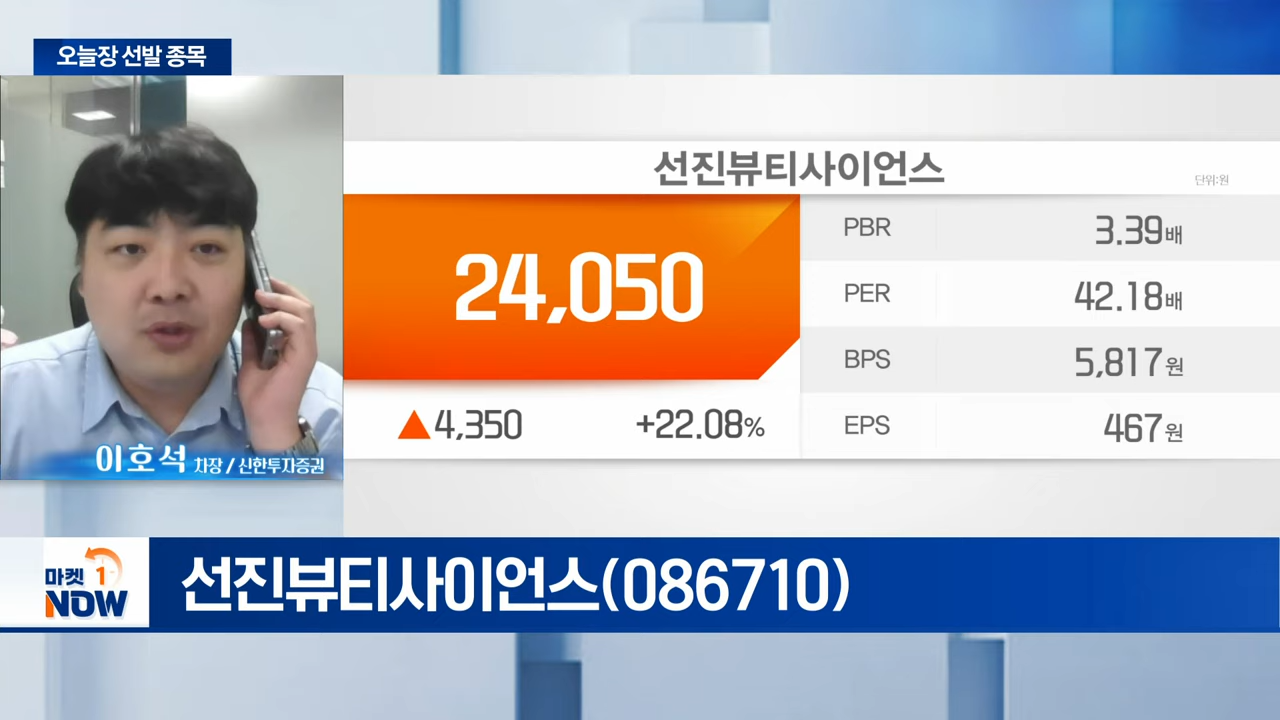 오늘장 선발 종목
선진뷰티사이언스
단위:원
24,050
▲4,350 +22.08%
PBR 3.39배
PER 42.18배
BPS 5,817원
EPS 467원
이호석 차장 / 신한투자증권
마켓 1
NOW
선진뷰티사이언스(086710)